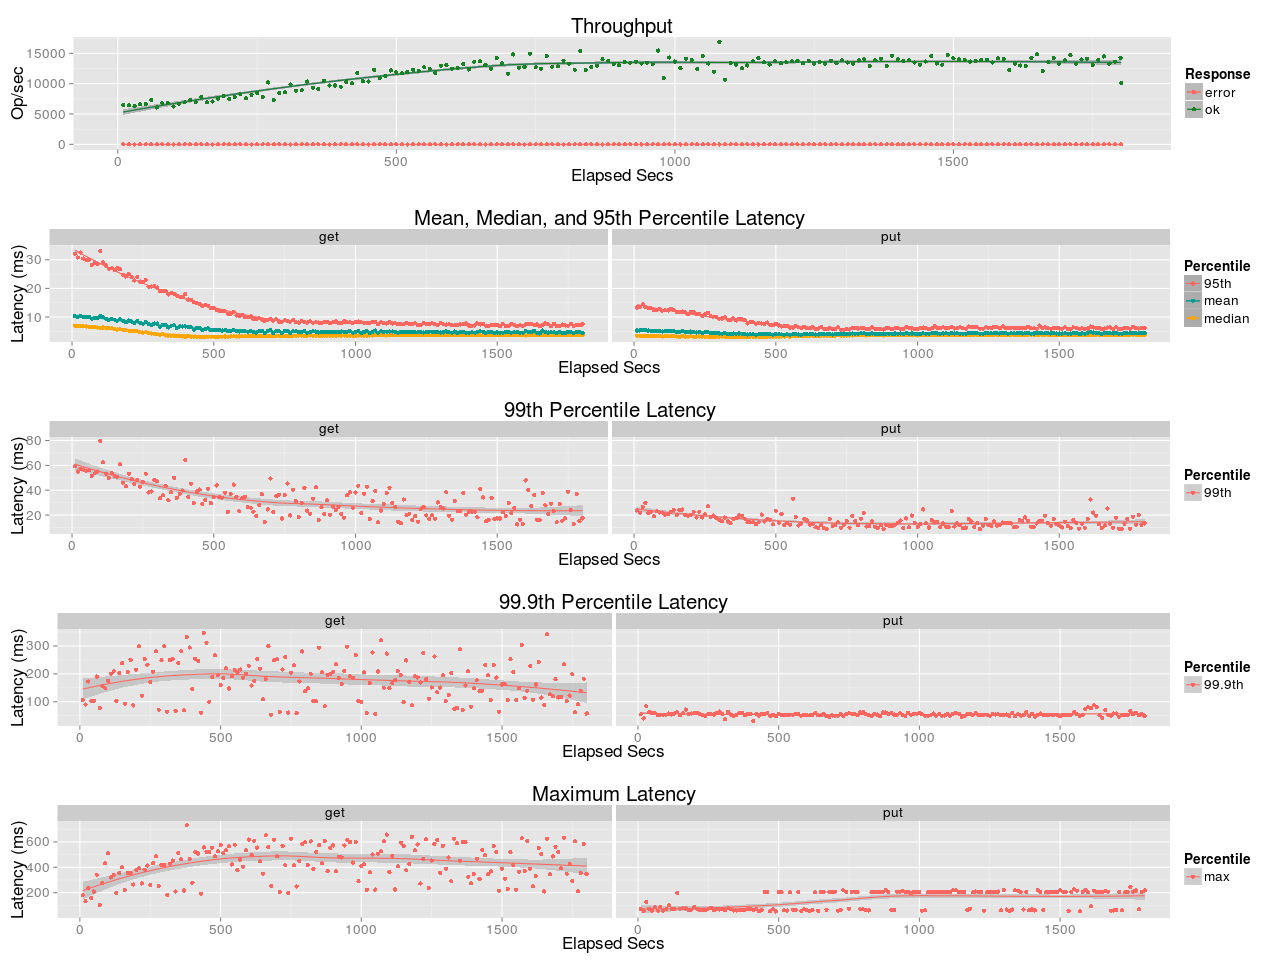 Throughput
Op/sec
15000
10000
5000
0
0 500 1000 1500
Elapsed Secs
Response
error
ok
Mean, Median, and 95th Percentile Latency
get put
Latency (ms)
30
20
10
0 500 1000 1500 0 500 1000 1500
Elapsed Secs
Percentile
95th
mean
median
99th Percentile Latency
get put
Latency (ms)
80
60
40
20
0 500 1000 1500 0 500 1000 1500
Elapsed Secs
Percentile
99th
99.9th Percentile Latency
get put
Latency (ms)
300
200
100
0 500 1000 1500 0 500 1000 1500
Elapsed Secs
Percentile
99.9th
Maximum Latency
get put
Latency (ms)
600
400
200
0 500 1000 1500 0 500 1000 1500
Elapsed Secs
Percentile
max